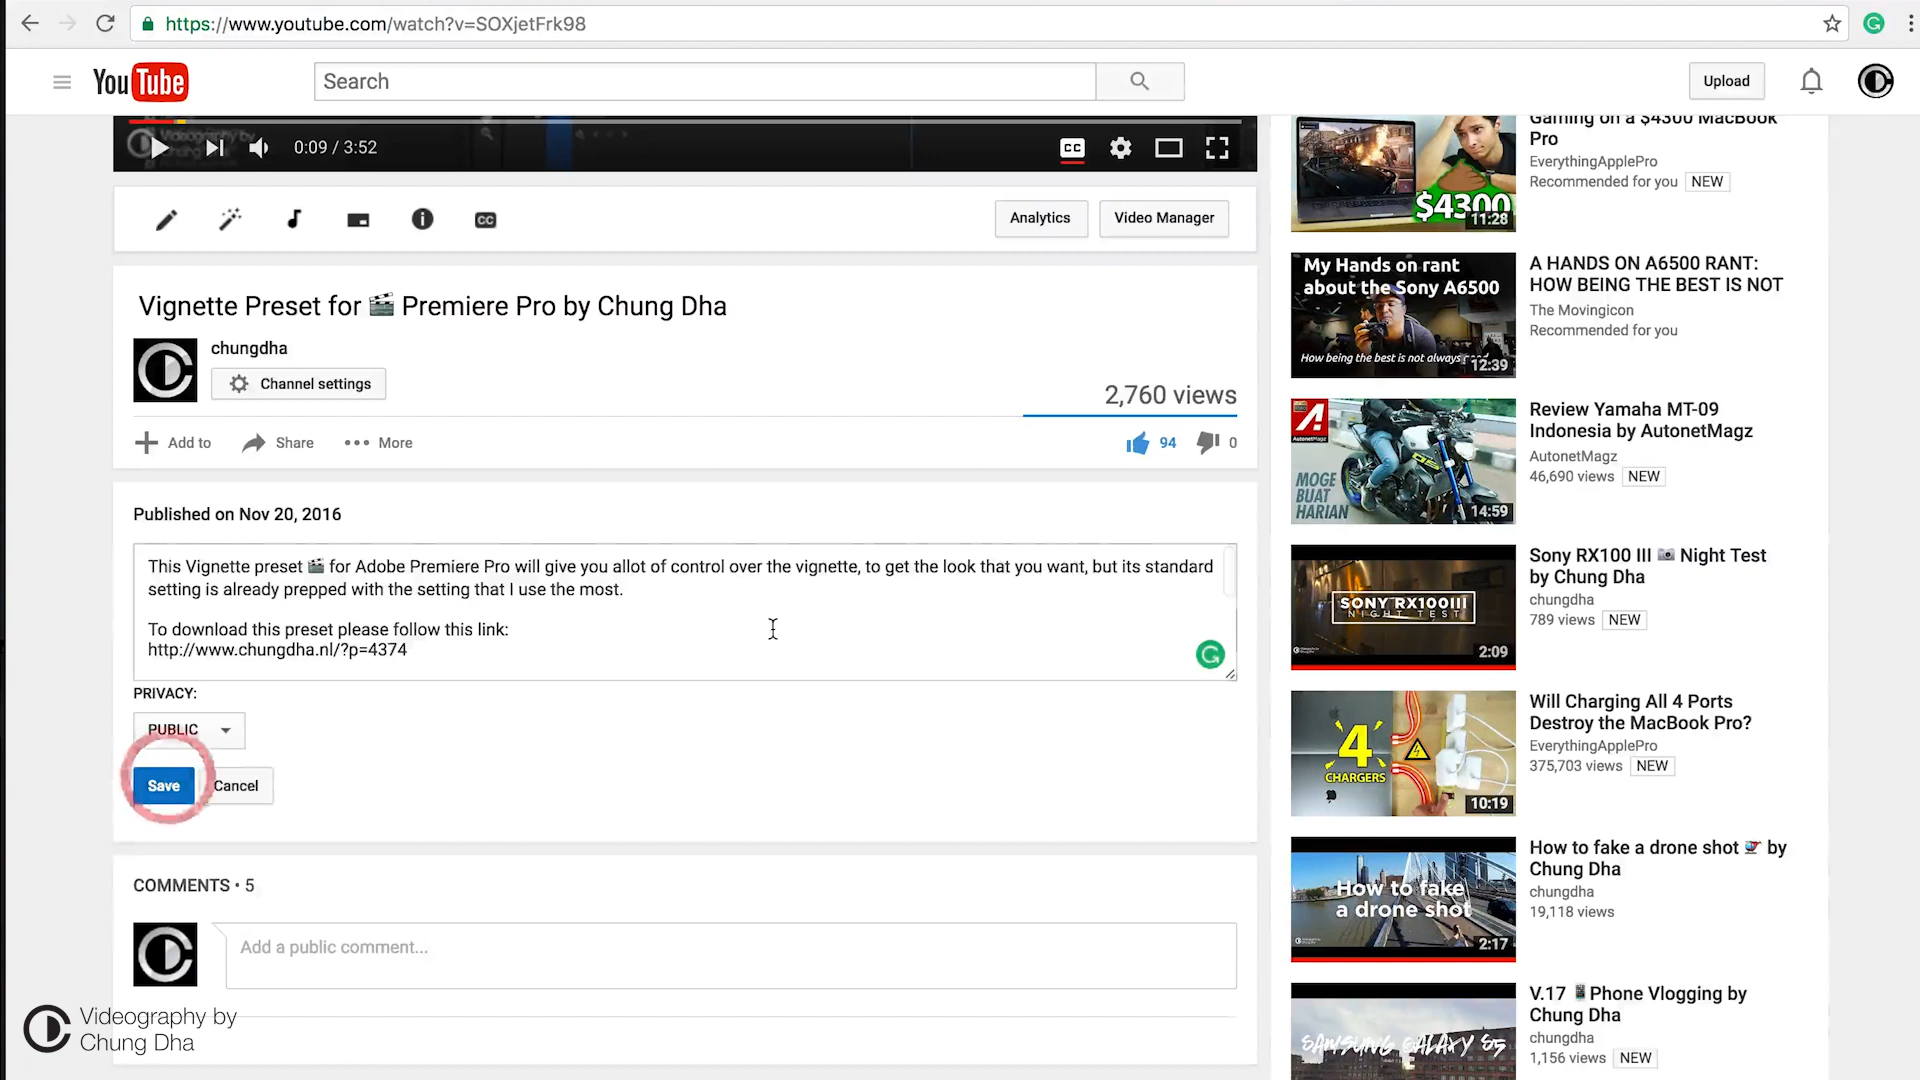 https://www.youtube.com/watch?v=SOXjetFrk98
YouTube
Search
Upload
0:09 / 3:52
CC
CC
Analytics
Video Manager
Vignette Preset for 🎬 Premiere Pro by Chung Dha
chungdha
Channel settings
2,760 views
Add to
Share
More
94
0
Published on Nov 20, 2016
This Vignette preset 🎬 for Adobe Premiere Pro will give you allot of control over the vignette, to get the look that you want, but its standard
setting is already prepped with the setting that I use the most.
To download this preset please follow this link:
http://www.chungdha.nl/?p=4374
PRIVACY:
PUBLIC
Save
Cancel
COMMENTS • 5
Add a public comment...
Videography by
Chung Dha
Gaming on a $4300 MacBook
Pro
EverythingApplePro
Recommended for you
NEW
$4300
11:28
My Hands on rant
about the Sony A6500
12:39
A HANDS ON A6500 RANT:
HOW BEING THE BEST IS NOT
The Movingicon
Recommended for you
AutonetMagz
MOGE
BUAT
HARIAN
14:59
Review Yamaha MT-09
Indonesia by AutonetMagz
AutonetMagz
46,690 views
NEW
SONY RX100III
NIGHT TEST
2:09
Sony RX100 III 📷 Night Test
by Chung Dha
chungdha
789 views
NEW
4
CHARGERS
10:19
Will Charging All 4 Ports
Destroy the MacBook Pro?
EverythingApplePro
375,703 views
NEW
How to fake
a drone shot
2:17
How to fake a drone shot 🚁 by
Chung Dha
chungdha
19,118 views
SAMSUNG GALAXY S5
V.17 📱Phone Vlogging by
Chung Dha
chungdha
1,156 views
NEW